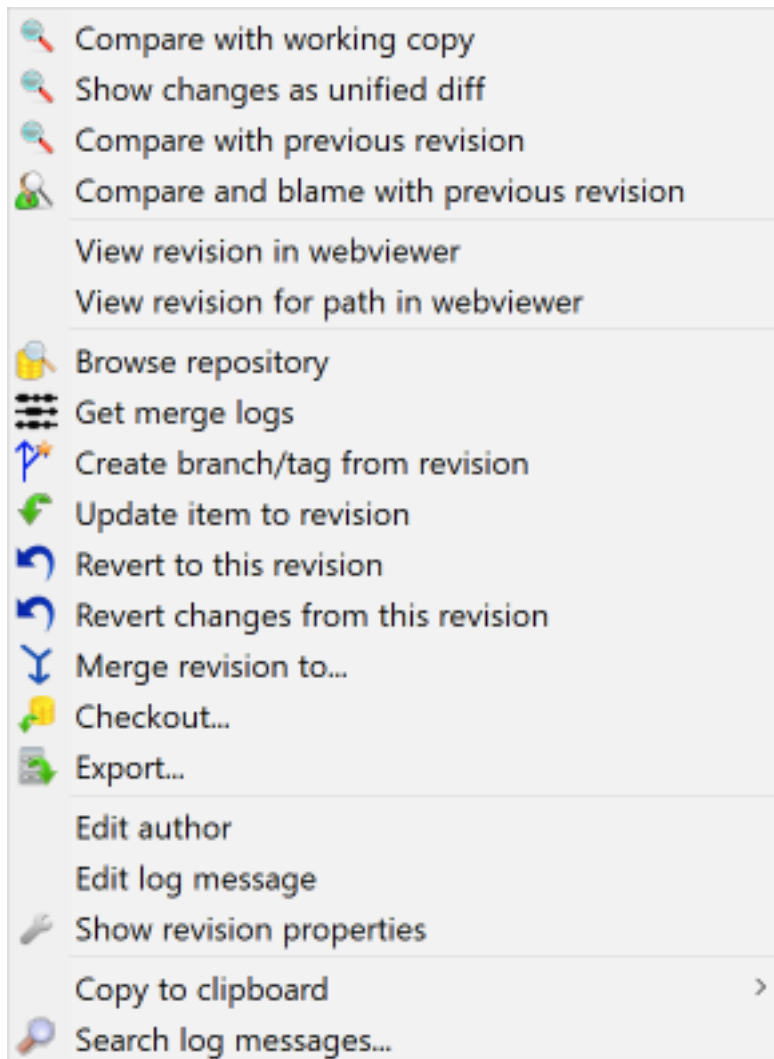 Compare with working copy
Show changes as unified diff
Compare with previous revision
Compare and blame with previous revision
View revision in webviewer
View revision for path in webviewer
Browse repository
Get merge logs
Create branch/tag from revision
Update item to revision
Revert to this revision
Revert changes from this revision
Merge revision to...
Checkout...
Export...
Edit author
Edit log message
Show revision properties
Copy to clipboard
Search log messages...